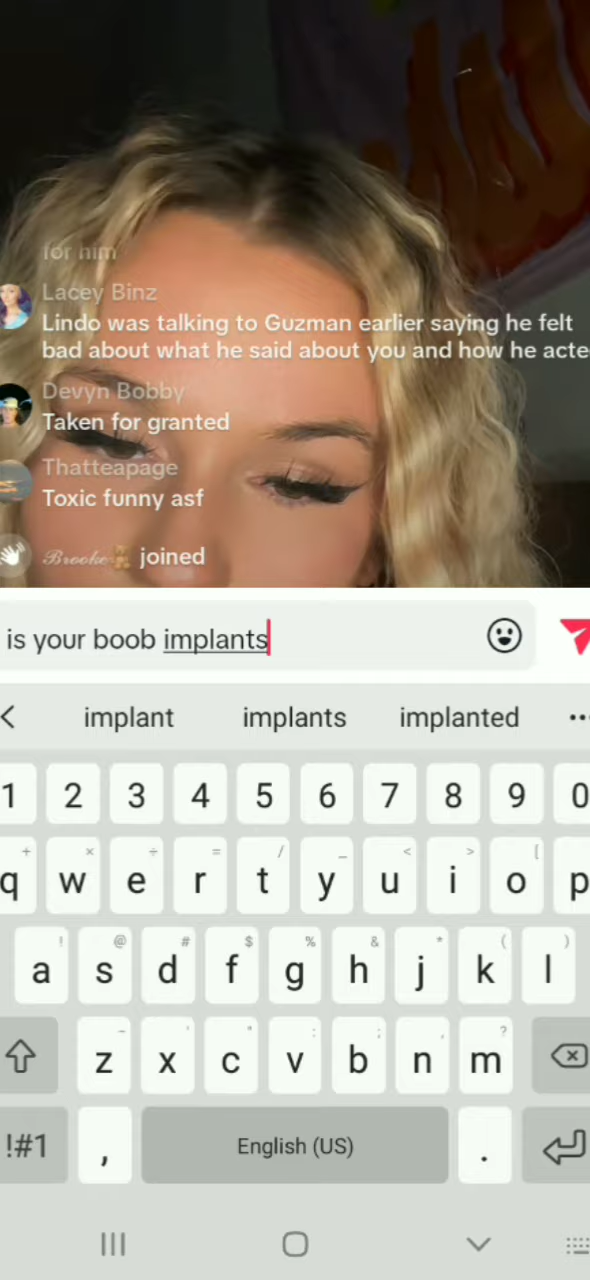 for him
Lacey Binz
Lindo was talking to Guzman earlier saying he felt
bad about what he said about you and how he acte
Devyn Bobby
Taken for granted
Thatteapage
Toxic funny asf
Brooke🧸 joined
is your boob implants
implant implants implanted
1 2 3 4 5 6 7 8 9 0
+ × ÷ = / _ < > [
q w e r t y u i o p
! @ # $ % & * ( )
a s d f g h j k l
- ' " : ; , ?
z x c v b n m
!#1 , English (US) .